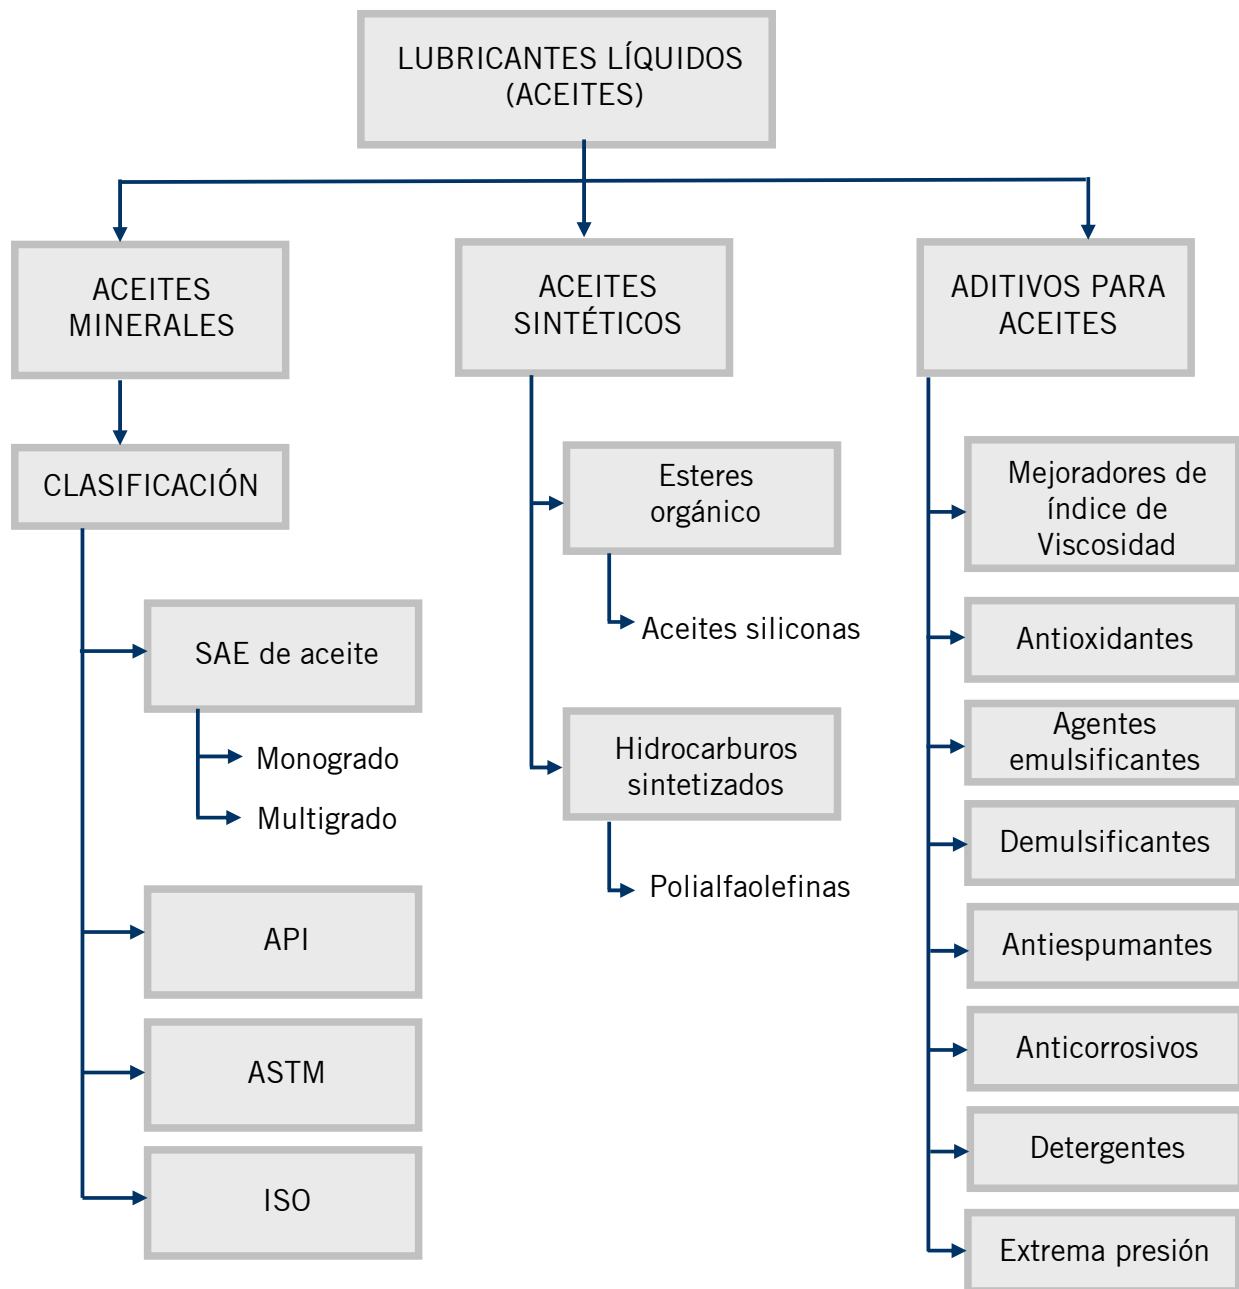 LUBRICANTES LÍQUIDOS
(ACEITES)
ACEITES
MINERALES
CLASIFICACIÓN
SAE de aceite
Monogrado
Multigrado
API
ASTM
ISO
ACEITES
SINTÉTICOS
Esteres
orgánico
Aceites siliconas
Hidrocarburos
sintetizados
Polialfaolefinas
ADITIVOS PARA
ACEITES
Mejoradores de
índice de
Viscosidad
Antioxidantes
Agentes
emulsificantes
Demulsificantes
Antiespumantes
Anticorrosivos
Detergentes
Extrema presión